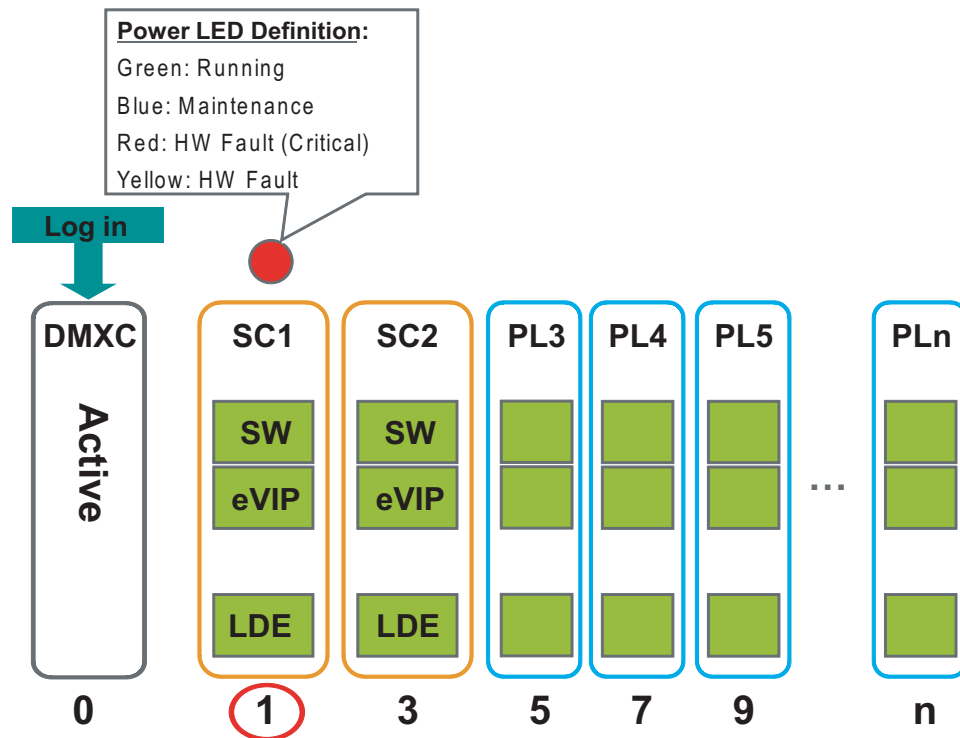 Power LED Definition:
Green: Running
Blue: Maintenance
Red: HW Fault (Critical)
Yellow: HW Fault
Log in
DMXC SC1 SC2 PL3 PL4 PL5 PLn
Active
SW SW
eVIP eVIP
...
LDE LDE
0 1 3 5 7 9 n